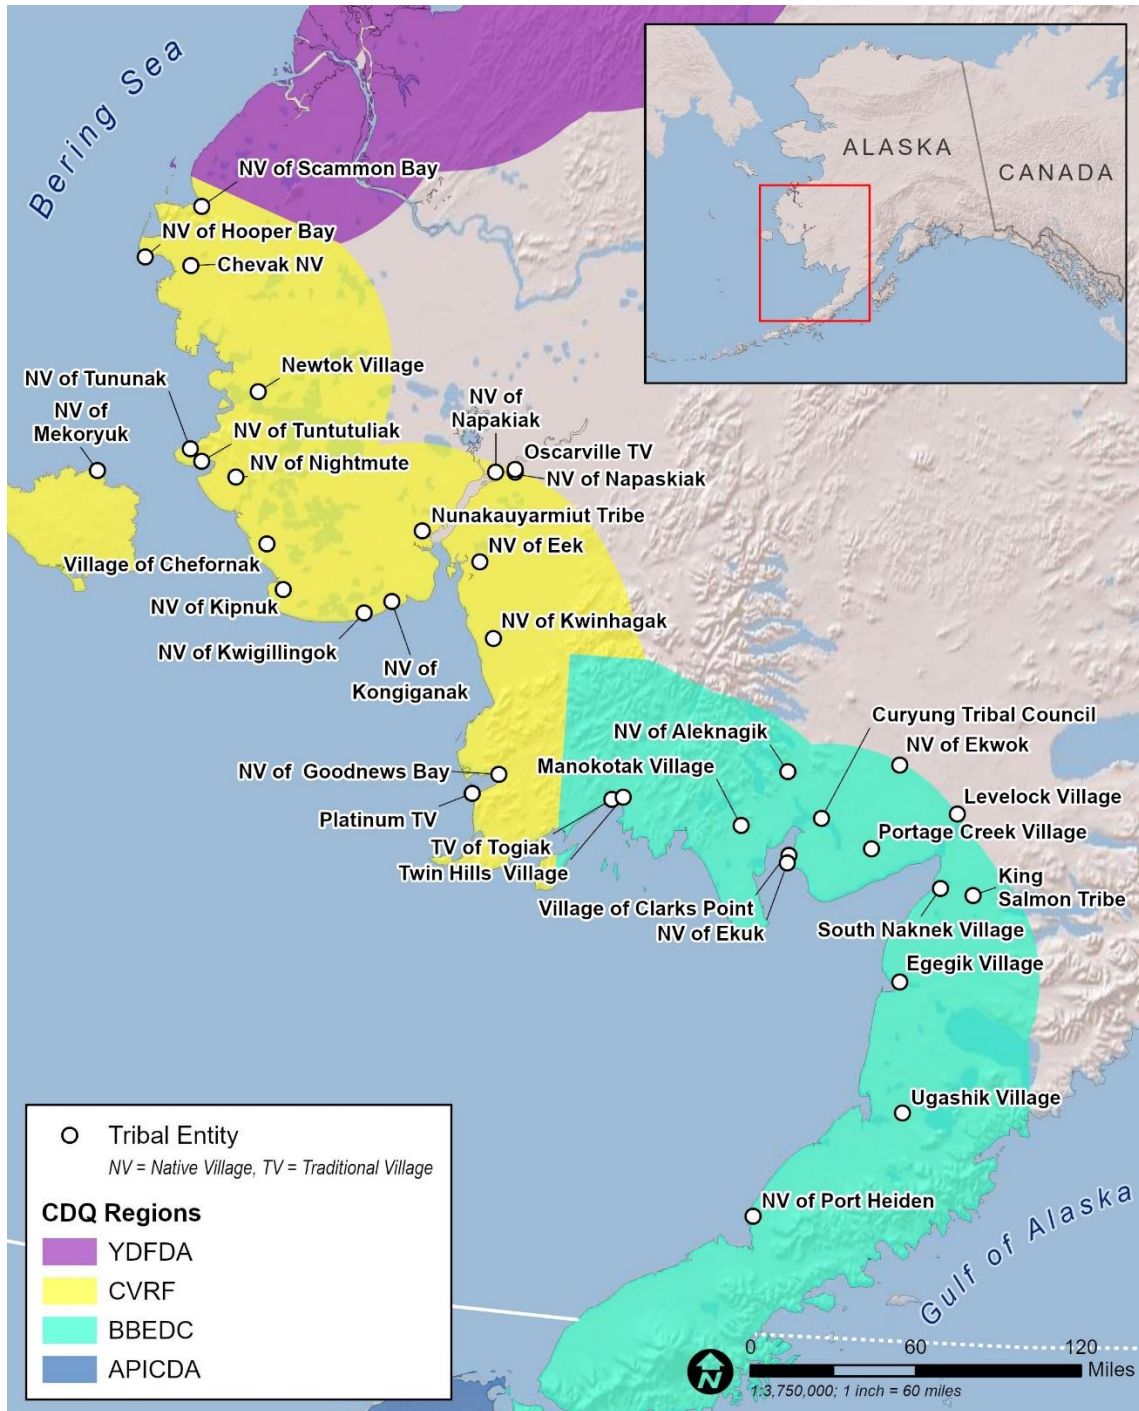 Bering Sea
ALASKA
CANADA
NV of Scammon Bay
NV of Hooper Bay
Chevak NV
Newtok Village
NV of Tununak
NV of
Mekoryuk
NV of Tuntutuliak
NV of Nightmute
NV of
Napakiak
Oscarville TV
NV of Napaskiak
Nunakauyarmiut Tribe
NV of Eek
Village of Chefornak
NV of Kipnuk
NV of Kwigillingok
NV of
Kongiganak
NV of Kwinhagak
Curyung Tribal Council
NV of Aleknagik
NV of Ekwok
Manokotak Village
NV of Goodnews Bay
Levelock Village
Platinum TV
Portage Creek Village
TV of Togiak
Twin Hills Village
King
Salmon Tribe
Village of Clarks Point
NV of Ekuk
South Naknek Village
Egegik Village
Ugashik Village
NV of Port Heiden
Gulf of Alaska
Tribal Entity
NV = Native Village, TV = Traditional Village
CDQ Regions
YDFDA
CVRF
BBEDC
APICDA
N
0 60 120
Miles
1:3,750,000; 1 inch = 60 miles